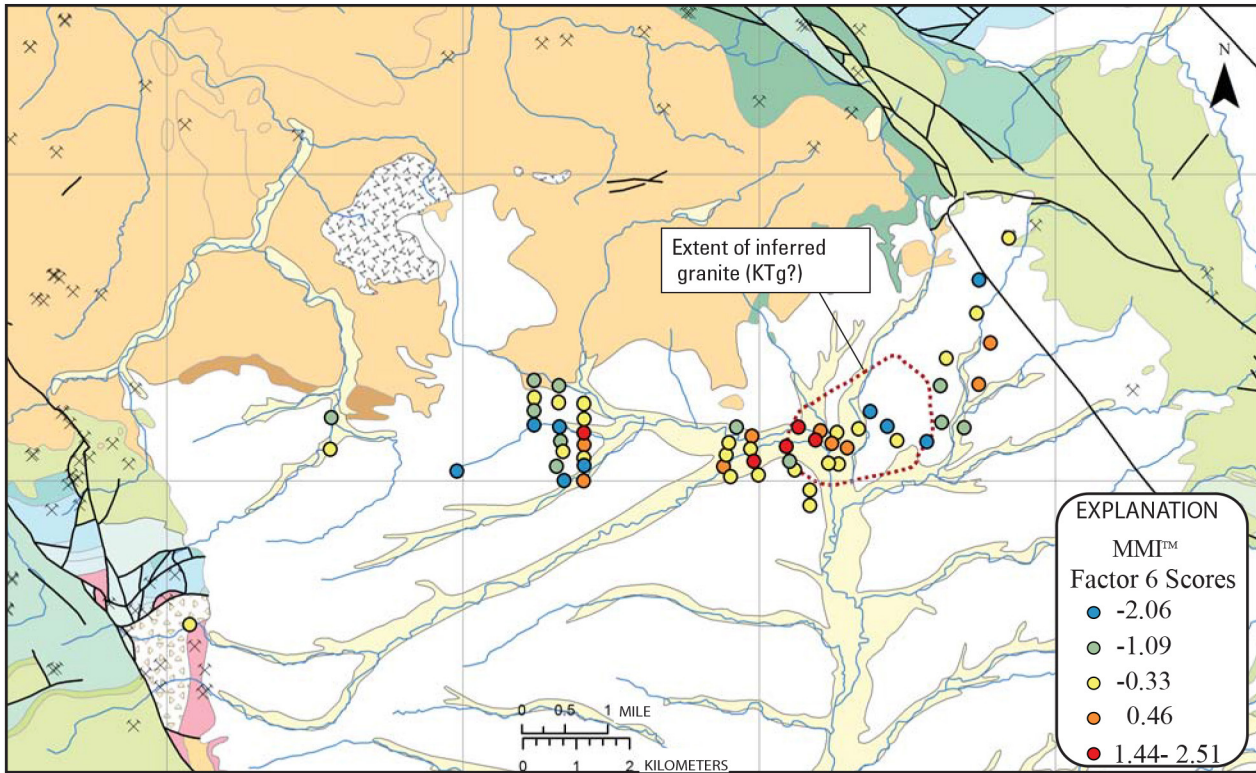 N
Extent of inferred
granite (KTg?)
EXPLANATION
MMI™
Factor 6 Scores
-2.06
-1.09
-0.33
0.46
1.44- 2.51
0 0.5 1 MILE
0 1 2 KILOMETERS